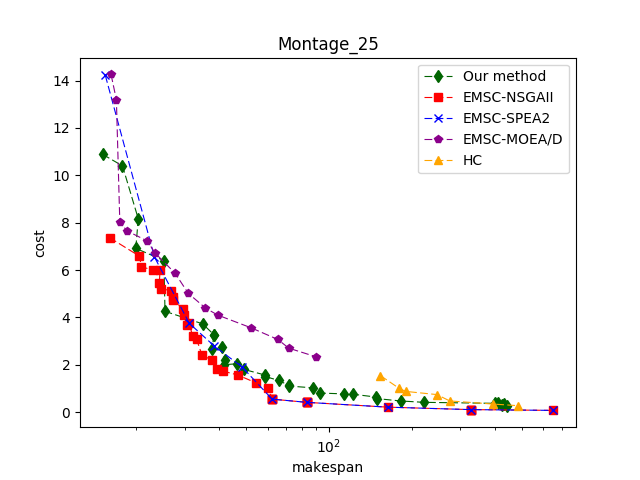 Montage_25
Our method
EMSC-NSGAII
EMSC-SPEA2
EMSC-MOEA/D
HC
14
12
10
8
6
4
2
0
cost
10²
makespan